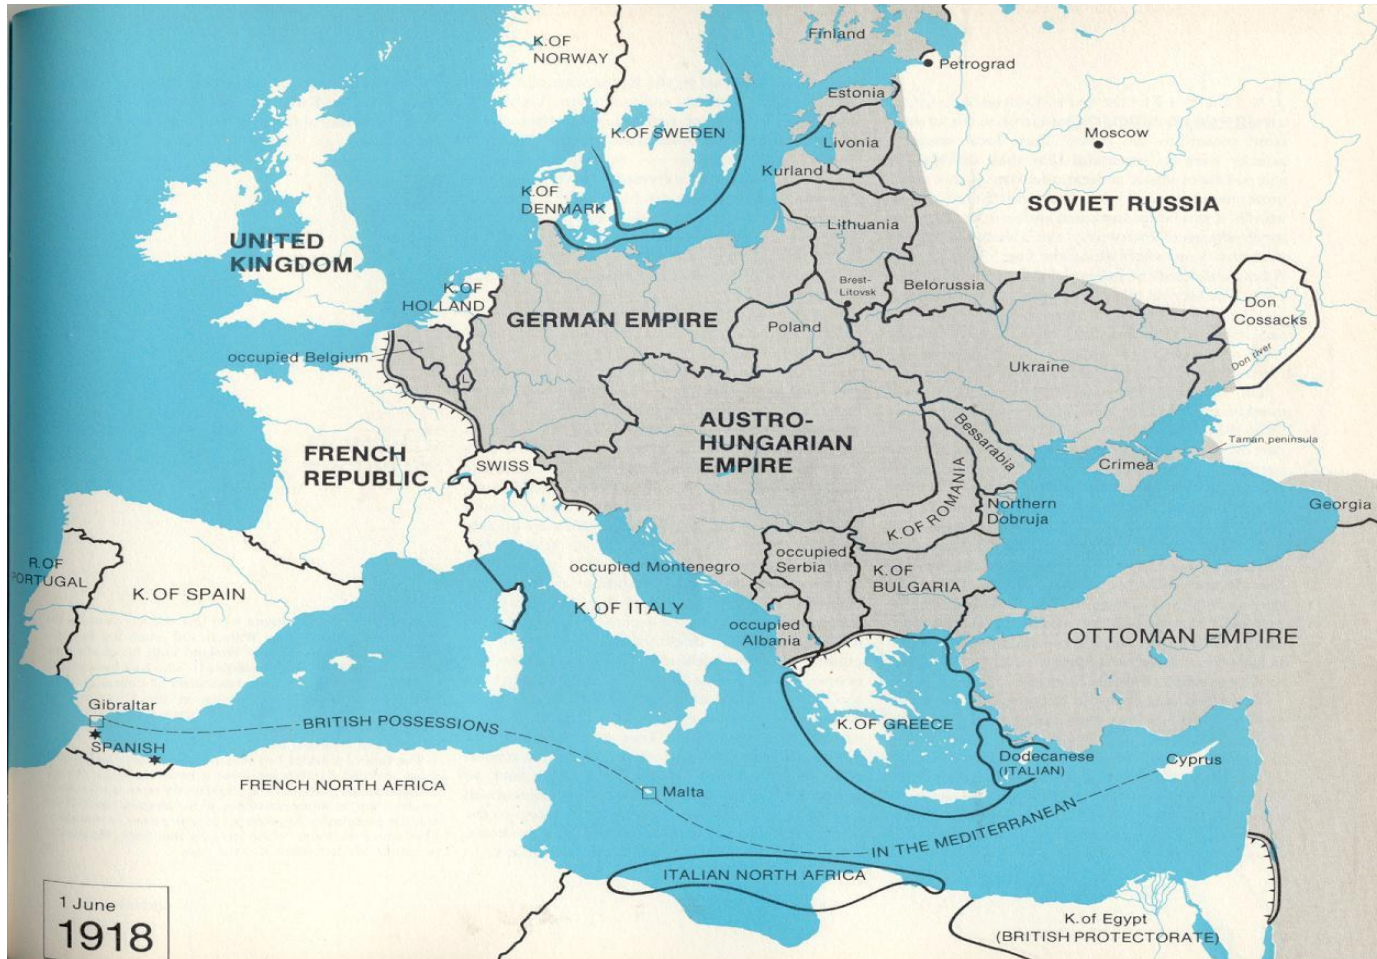 Finland
K.OF
NORWAY
Petrograd
Estonia
K.OF SWEDEN
Moscow
Livonia
Kurland
K.OF
DENMARK
SOVIET RUSSIA
Lithuania
UNITED
KINGDOM
Brest-
Litovsk
Belorussia
K.OF
HOLLAND
Don
Cossacks
GERMAN EMPIRE
Poland
occupied Belgium
Don river
Ukraine
L
AUSTRO-
HUNGARIAN
EMPIRE
Bessarabia
Taman peninsula
FRENCH
REPUBLIC
SWISS
Crimea
K.OF ROMANIA
Northern
Dobruja
Georgia
R.OF
PORTUGAL
occupied
Serbia
occupied Montenegro
K.OF
BULGARIA
K.OF SPAIN
K.OF ITALY
occupied
Albania
OTTOMAN EMPIRE
Gibraltar
BRITISH POSSESSIONS
K.OF GREECE
SPANISH
Dodecanese
(ITALIAN)
Cyprus
FRENCH NORTH AFRICA
Malta
IN THE MEDITERRANEAN
ITALIAN NORTH AFRICA
1 June
1918
K.of Egypt
(BRITISH PROTECTORATE)